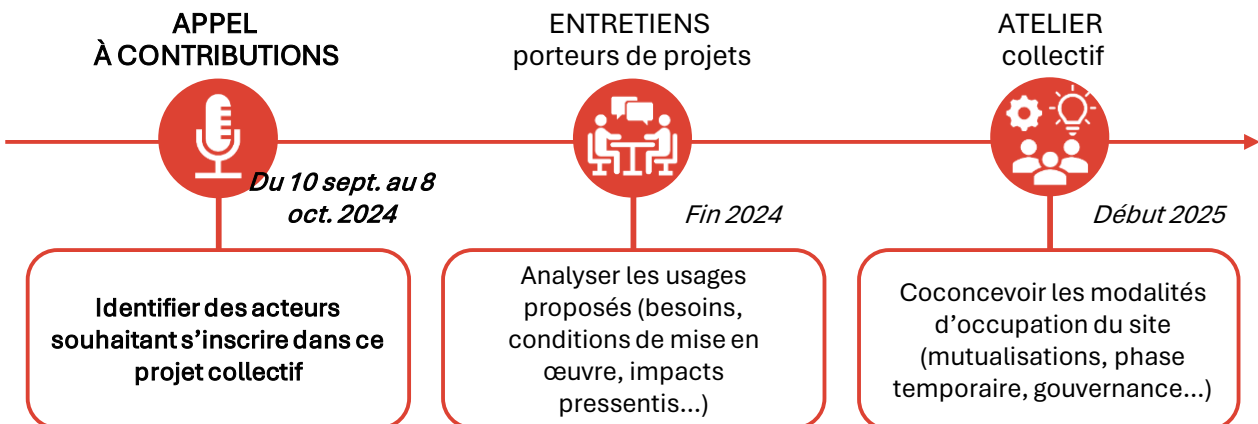 APPEL
À CONTRIBUTIONS
Du 10 sept. au 8
oct. 2024
Identifier des acteurs
souhaitant s’inscrire dans ce
projet collectif
ENTRETIENS
porteurs de projets
Fin 2024
Analyser les usages
proposés (besoins,
conditions de mise en
œuvre, impacts
pressentis...)
ATELIER
collectif
Début 2025
Coconcevoir les modalités
d’occupation du site
(mutualisations, phase
temporaire, gouvernance...)